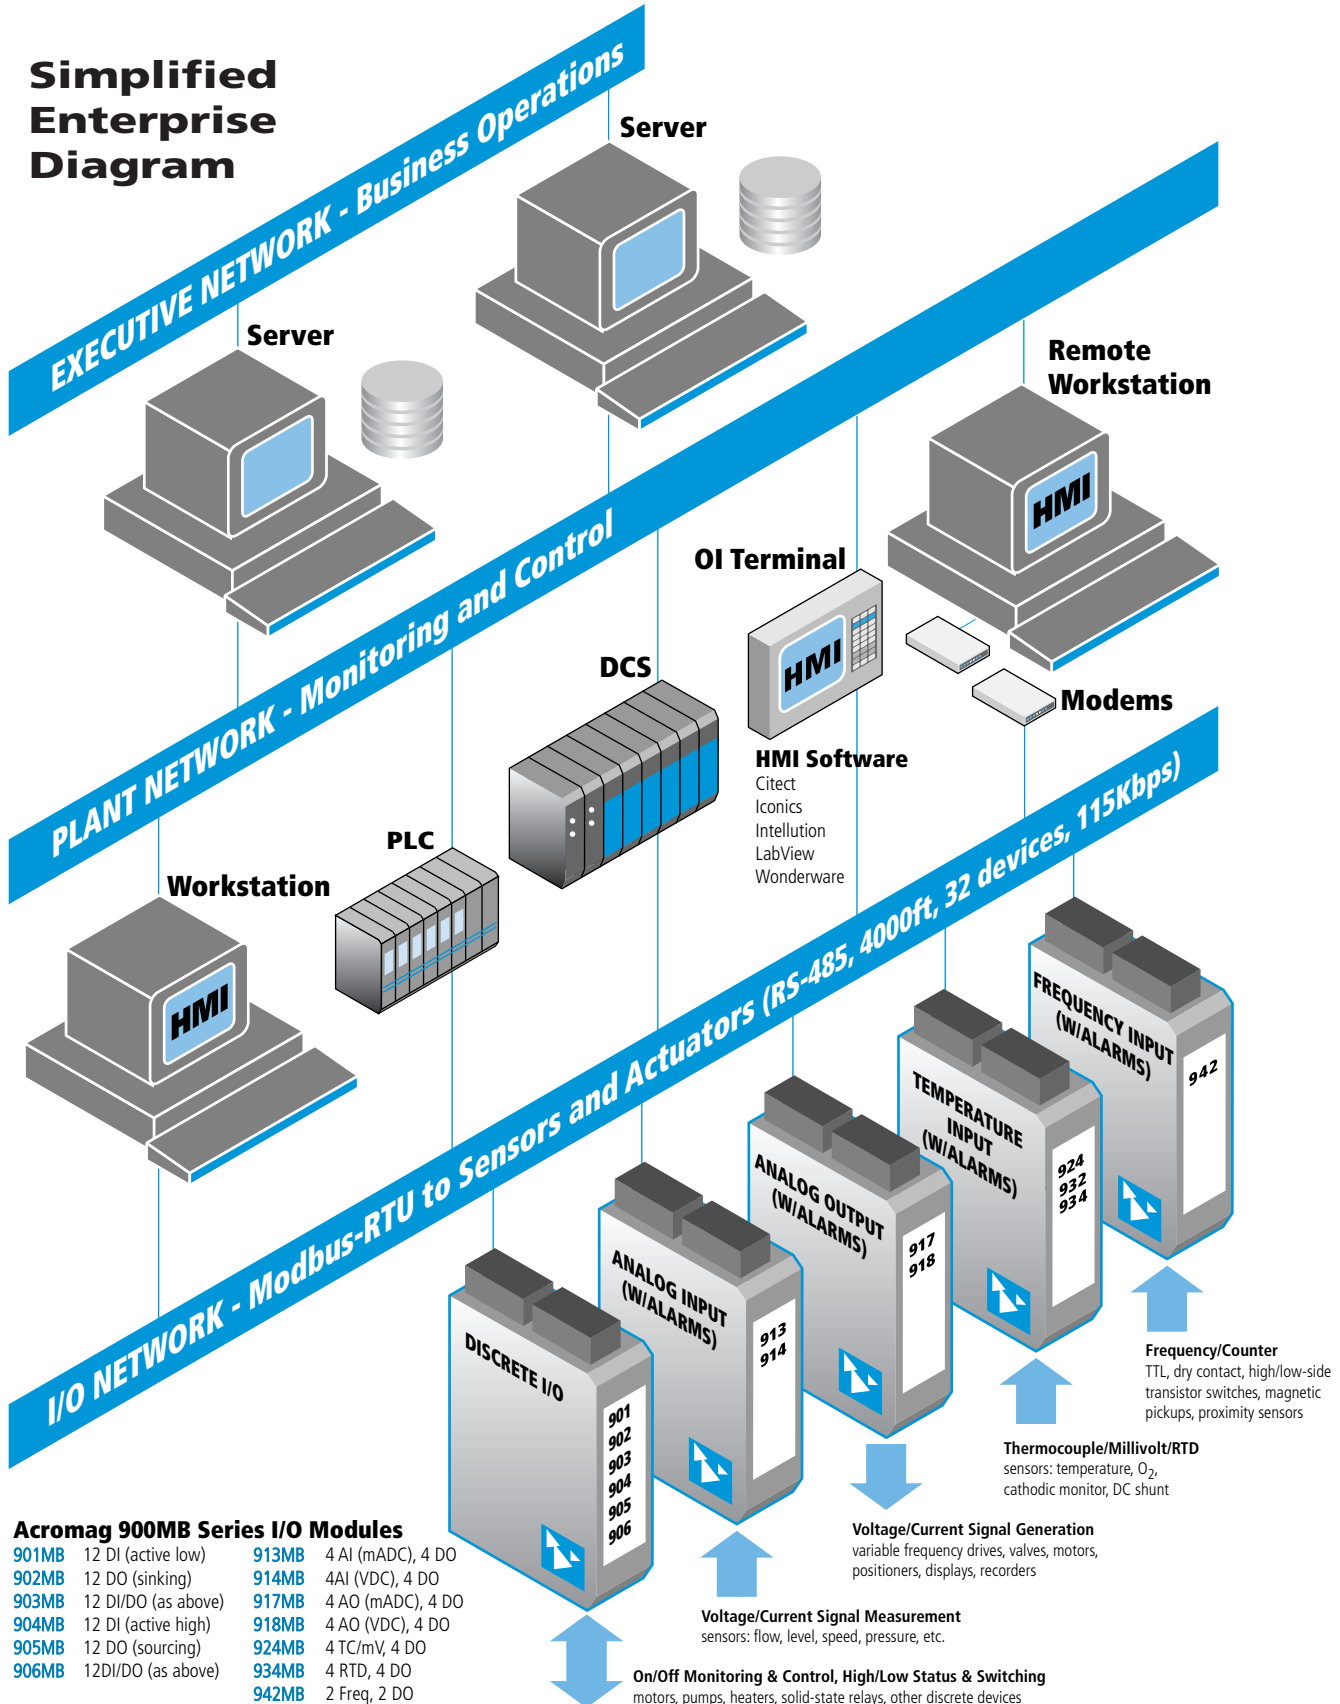 Simplified
Enterprise
Diagram
EXECUTIVE NETWORK - Business Operations
Server
Server
Remote
Workstation
HMI
PLANT NETWORK - Monitoring and Control
OI Terminal
HMI
DCS
Modems
HMI Software
Citect
Iconics
Intellution
LabView
Wonderware
PLC
Workstation
HMI
I/O NETWORK - Modbus-RTU to Sensors and Actuators (RS-485, 4000ft, 32 devices, 115Kbps)
FREQUENCY INPUT
(W/ALARMS)
942
TEMPERATURE
INPUT
(W/ALARMS)
924
932
934
ANALOG OUTPUT
(W/ALARMS)
917
918
ANALOG INPUT
(W/ALARMS)
913
914
DISCRETE I/O
901
902
903
904
905
906
Frequency/Counter
TTL, dry contact, high/low-side
transistor switches, magnetic
pickups, proximity sensors
Thermocouple/Millivolt/RTD
sensors: temperature, O2,
cathodic monitor, DC shunt
Voltage/Current Signal Generation
variable frequency drives, valves, motors,
positioners, displays, recorders
Voltage/Current Signal Measurement
sensors: flow, level, speed, pressure, etc.
On/Off Monitoring & Control, High/Low Status & Switching
motors, pumps, heaters, solid-state relays, other discrete devices
Acromag 900MB Series I/O Modules
901MB 12 DI (active low)
902MB 12 DO (sinking)
903MB 12 DI/DO (as above)
904MB 12 DI (active high)
905MB 12 DO (sourcing)
906MB 12DI/DO (as above)
913MB 4 AI (mADC), 4 DO
914MB 4AI (VDC), 4 DO
917MB 4 AO (mADC), 4 DO
918MB 4 AO (VDC), 4 DO
924MB 4 TC/mV, 4 DO
934MB 4 RTD, 4 DO
942MB 2 Freq, 2 DO